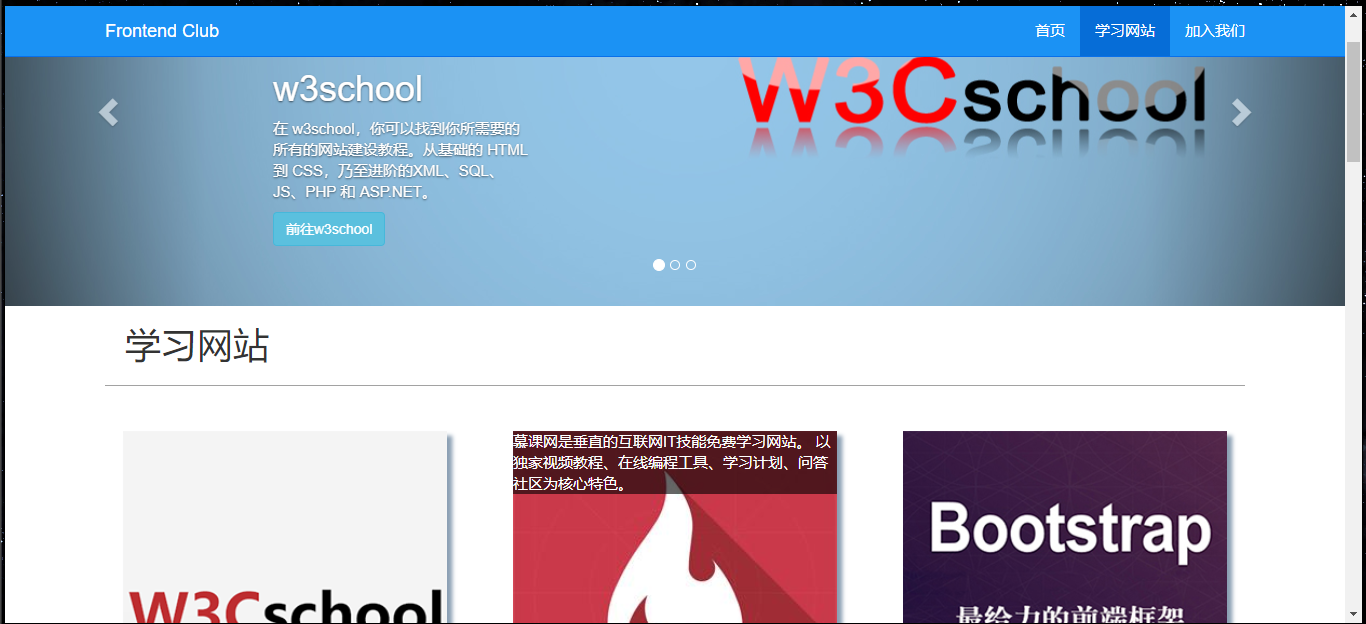 Frontend Club
首页
学习网站
加入我们
w3school
在 w3school，你可以找到你所需要的
所有的网站建设教程。从基础的 HTML
到 CSS，乃至进阶的XML、SQL、
JS、PHP 和 ASP.NET。
前往w3school
W3Cschool
学习网站
W3Cschool
慕课网是垂直的互联网IT技能免费学习网站。 以
独家视频教程、在线编程工具、学习计划、问答
社区为核心特色。
Bootstrap
最给力的前端框架